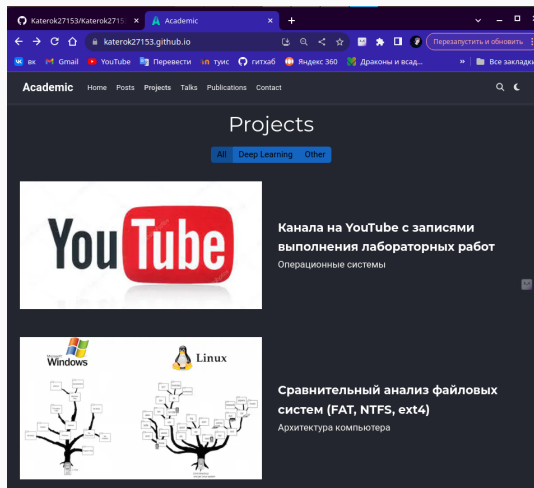 Katerok27153/Katerok2715
Academic
katerok27153.github.io
Перезапустить и обновить
вк
Gmail
YouTube
Перевести
туис
гитхаб
Яндекс 360
Драконы и всад...
»
Все закладки
Academic
Home
Posts
Projects
Talks
Publications
Contact
Projects
All
Deep Learning
Other
YouTube
Канала на YouTube с записями
выполнения лабораторных работ
Операционные системы
Windows
Linux
Сравнительный анализ файловых
систем (FAT, NTFS, ext4)
Архитектура компьютера